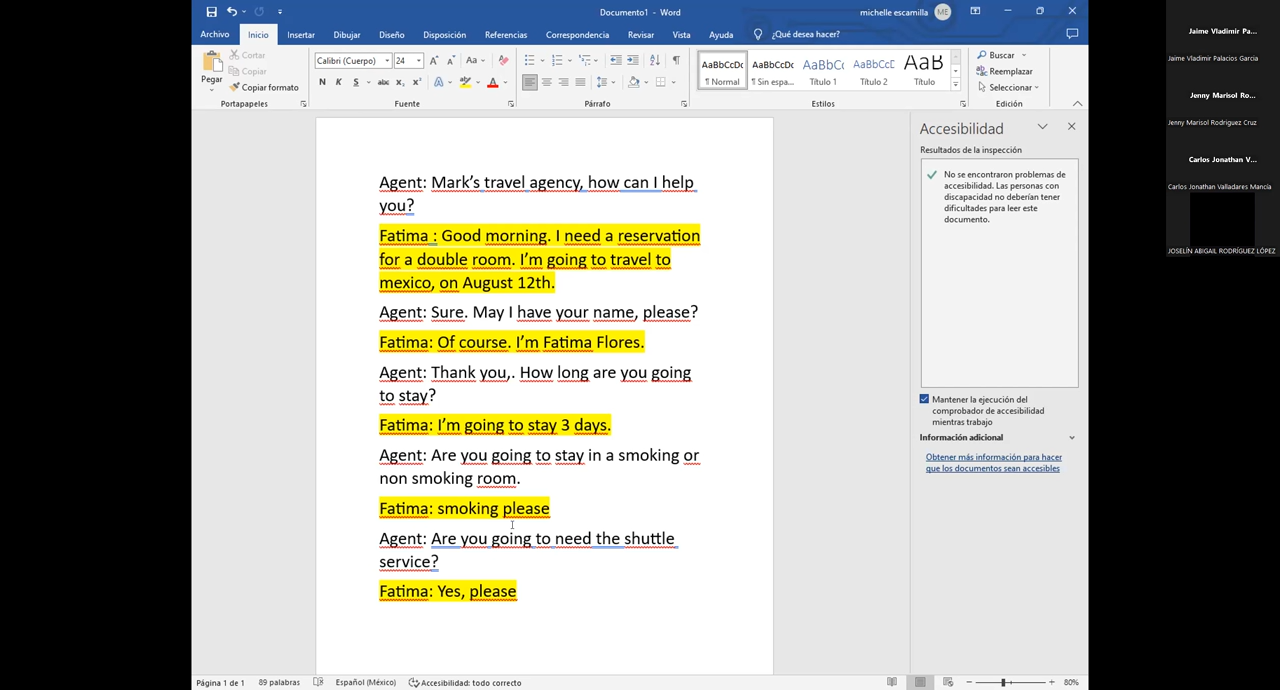 Documento1 - Word
michelle escamilla
ME
Archivo Inicio Insertar Dibujar Diseño Disposición Referencias Correspondencia Revisar Vista Ayuda ¿Qué desea hacer?
Pegar
Cortar
Copiar
Copiar formato
Portapapeles
Calibri (Cuerpo) 24
Aa
N K S abc x₂ x²
Fuente
Párrafo
AaBbCcDc AaBbCcDc AaBbCc AaBbCcE AaB
¶ Normal ¶ Sin espa... Título 1 Título 2 Título
Estilos
Buscar
Reemplazar
Seleccionar
Edición
Agent: Mark’s travel agency, how can I help
you?
Fatima : Good morning. I need a reservation
for a double room. I’m going to travel to
mexico, on August 12th.
Agent: Sure. May I have your name, please?
Fatima: Of course. I’m Fatima Flores.
Agent: Thank you,. How long are you going
to stay?
Fatima: I’m going to stay 3 days.
Agent: Are you going to stay in a smoking or
non smoking room.
Fatima: smoking please
Agent: Are you going to need the shuttle
service?
Fatima: Yes, please
Accesibilidad
Resultados de la inspección
No se encontraron problemas de
accesibilidad. Las personas con
discapacidad no deberían tener
dificultades para leer este
documento.
Mantener la ejecución del
comprobador de accesibilidad
mientras trabajo
Información adicional
Obtener más información para hacer
que los documentos sean accesibles
Página 1 de 1 89 palabras Español (México) Accesibilidad: todo correcto
80%
Jaime Vladimir Pa...
Jaime Vladimir Palacios Garcia
Jenny Marisol Ro...
Jenny Marisol Rodriguez Cruz
Carlos Jonathan V...
Carlos Jonathan Valladares Mancía
JOSELÍN ABIGAIL RODRÍGUEZ LÓPEZ